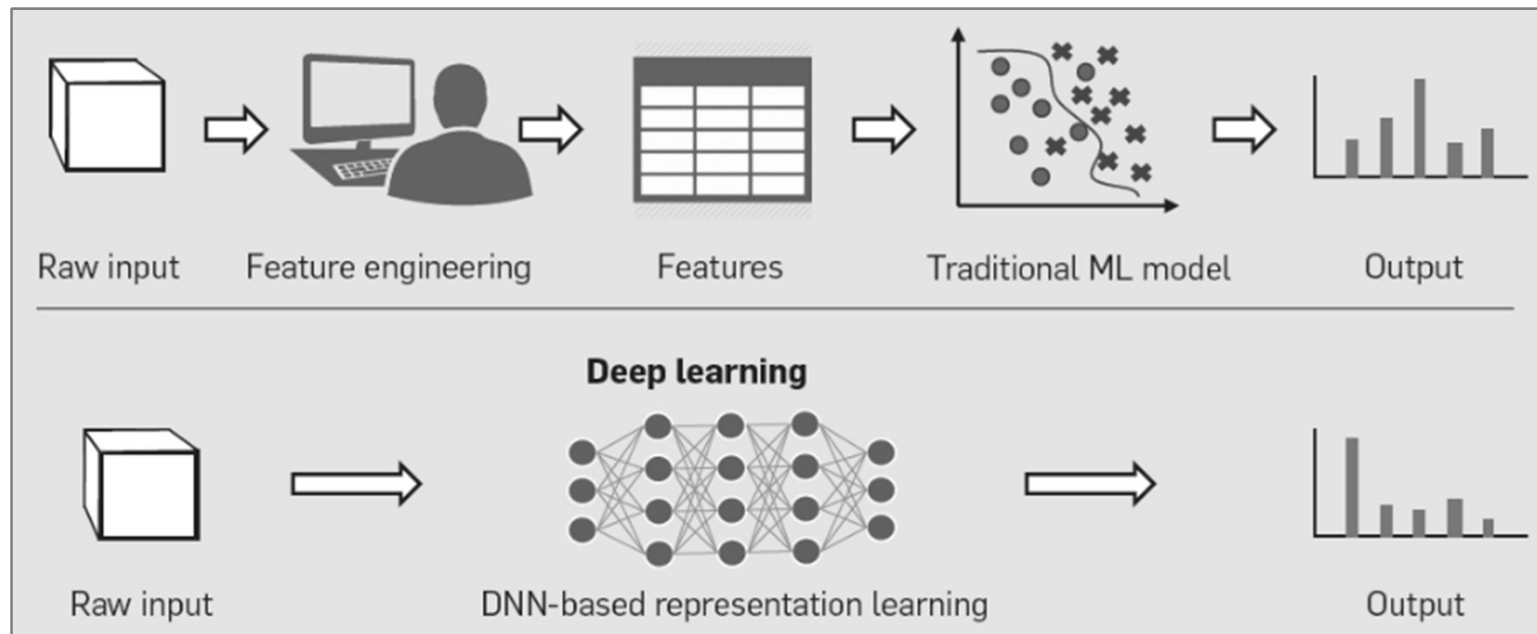 Raw input
Feature engineering
Features
Traditional ML model
Output
Deep learning
Raw input
DNN-based representation learning
Output